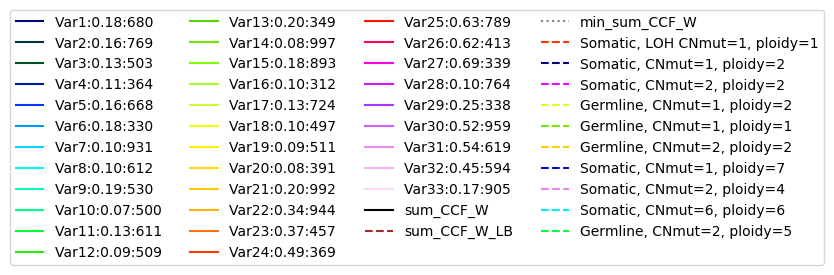 Var1:0.18:680
Var2:0.16:769
Var3:0.13:503
Var4:0.11:364
Var5:0.16:668
Var6:0.18:330
Var7:0.10:931
Var8:0.10:612
Var9:0.19:530
Var10:0.07:500
Var11:0.13:611
Var12:0.09:509
Var13:0.20:349
Var14:0.08:997
Var15:0.18:893
Var16:0.10:312
Var17:0.13:724
Var18:0.10:497
Var19:0.09:511
Var20:0.08:391
Var21:0.20:992
Var22:0.34:944
Var23:0.37:457
Var24:0.49:369
Var25:0.63:789
Var26:0.62:413
Var27:0.69:339
Var28:0.10:764
Var29:0.25:338
Var30:0.52:959
Var31:0.54:619
Var32:0.45:594
Var33:0.17:905
sum_CCF_W
sum_CCF_W_LB
min_sum_CCF_W
Somatic, LOH CNmut=1, ploidy=1
Somatic, CNmut=1, ploidy=2
Somatic, CNmut=2, ploidy=2
Germline, CNmut=1, ploidy=2
Germline, CNmut=1, ploidy=1
Germline, CNmut=2, ploidy=2
Somatic, CNmut=1, ploidy=7
Somatic, CNmut=2, ploidy=4
Somatic, CNmut=6, ploidy=6
Germline, CNmut=2, ploidy=5